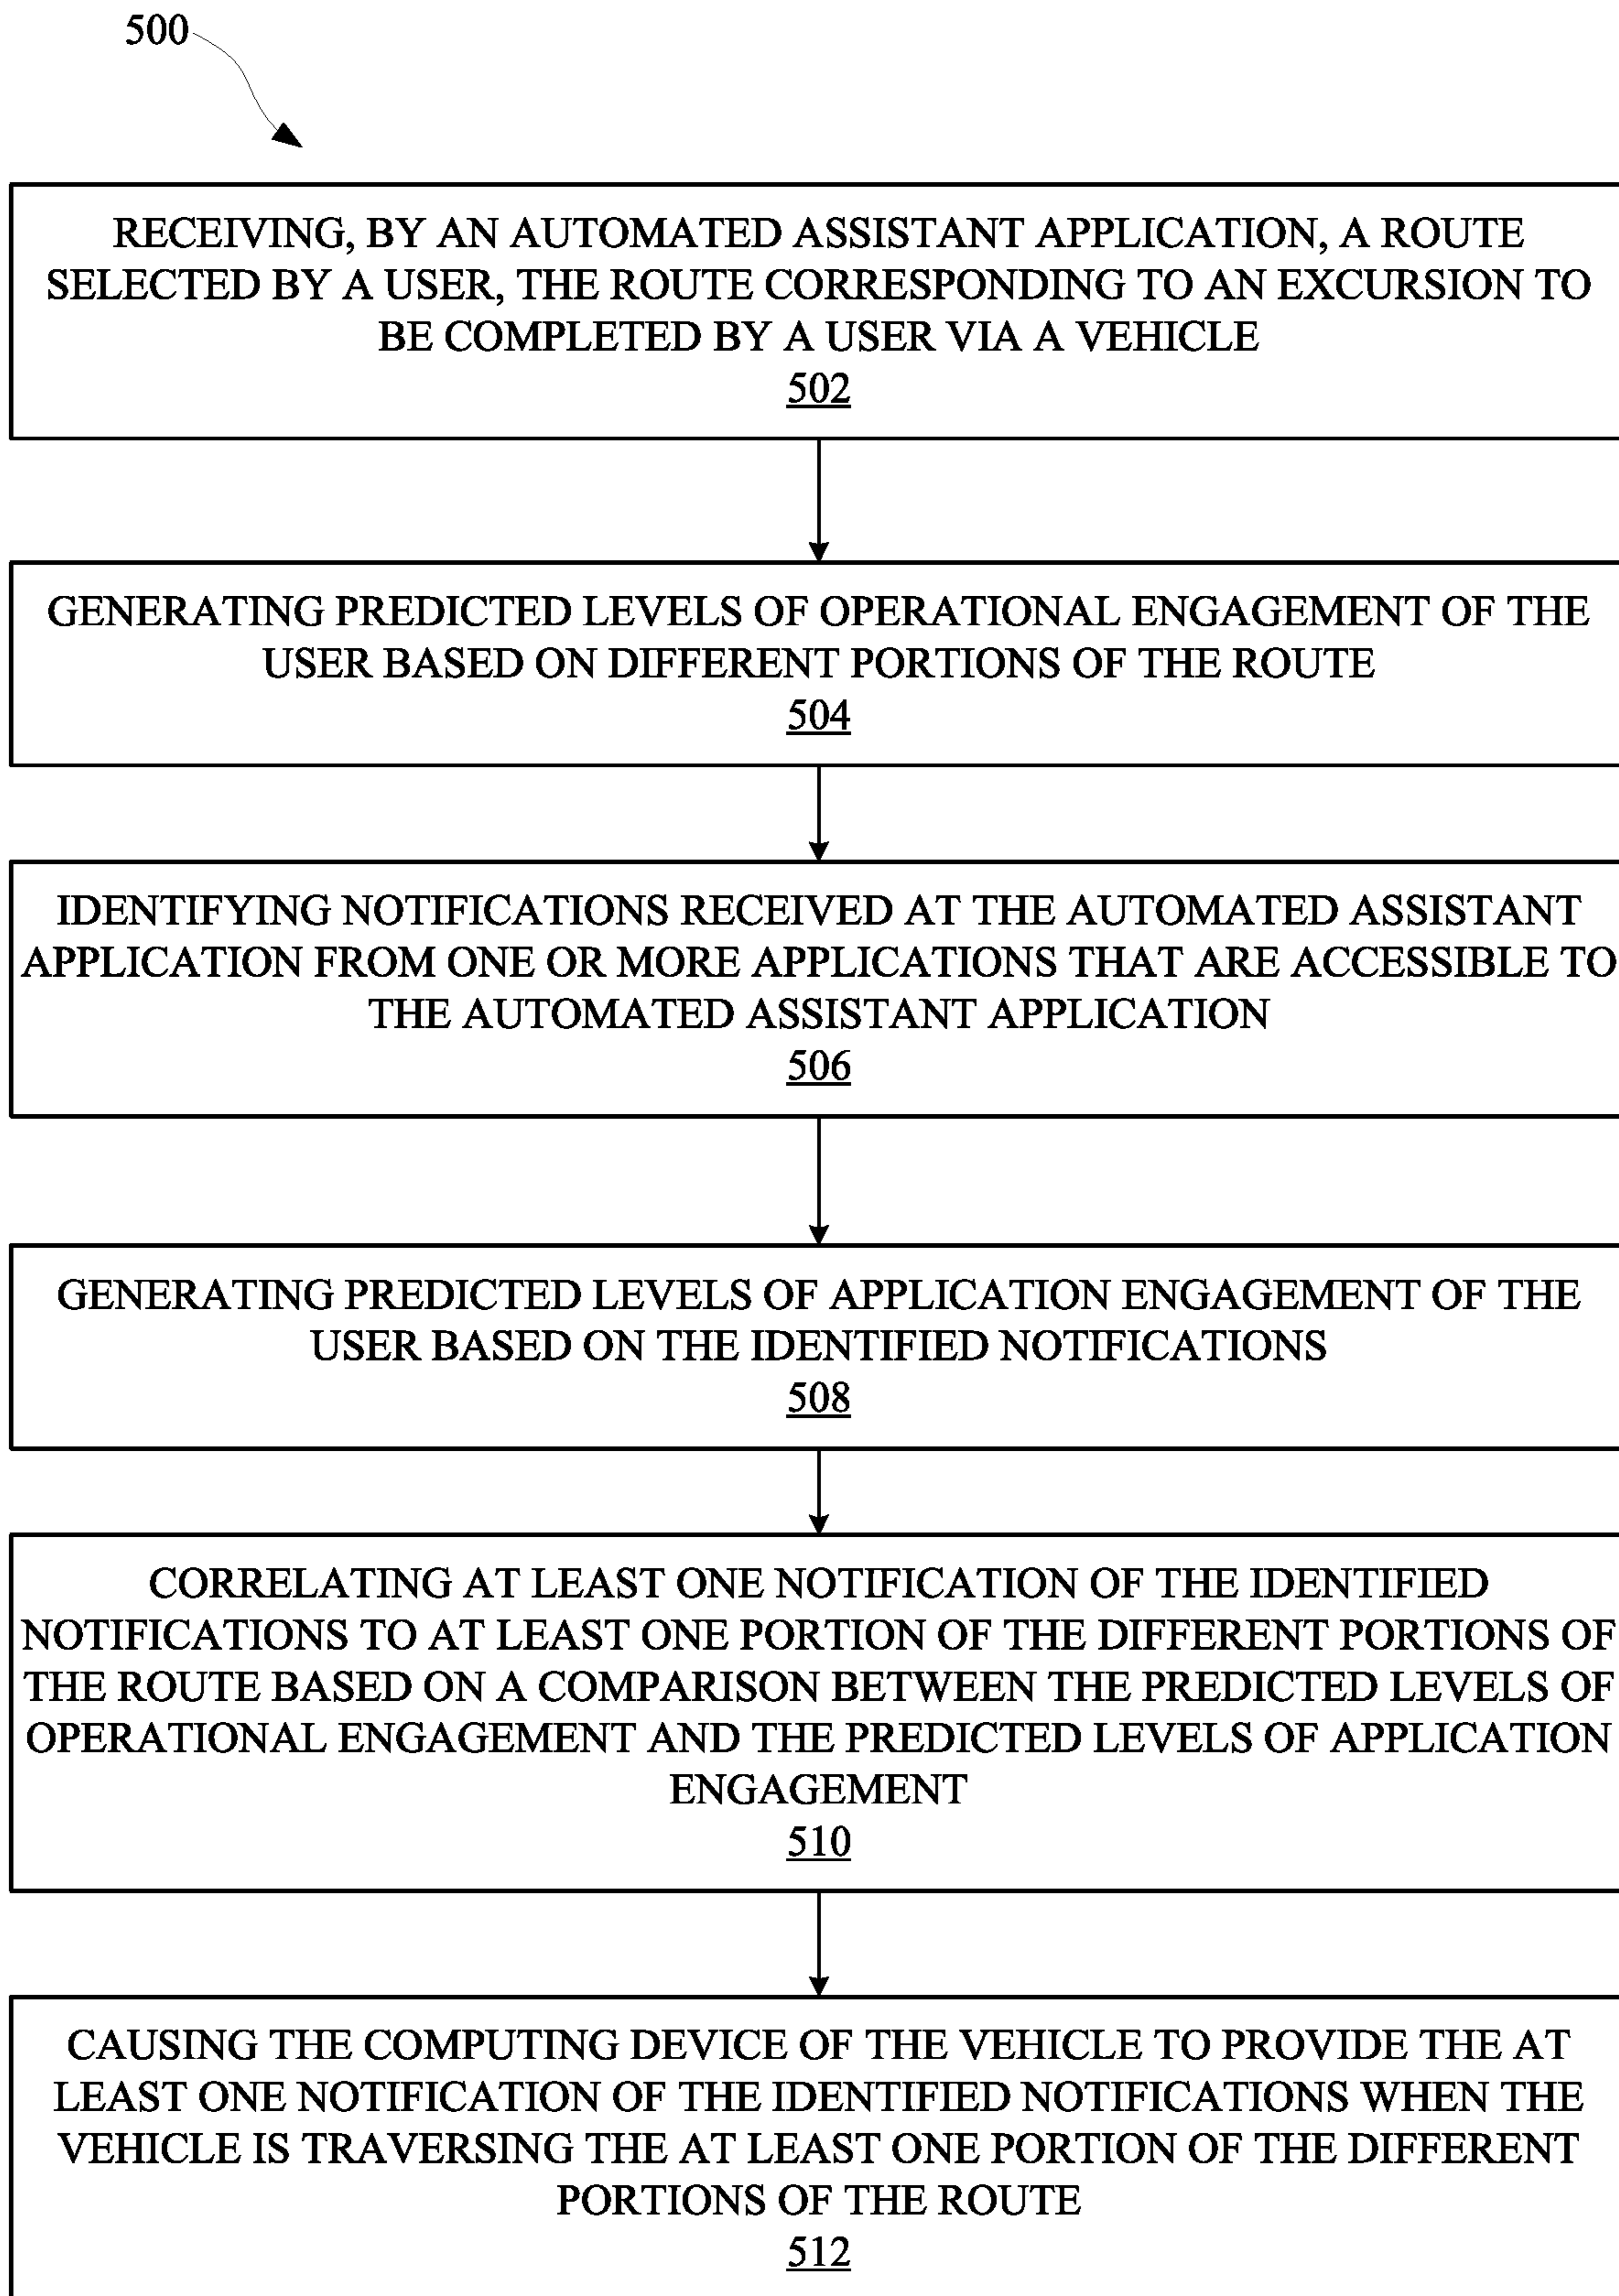 500
RECEIVING, BY AN AUTOMATED ASSISTANT APPLICATION, A ROUTE
SELECTED BY A USER, THE ROUTE CORRESPONDING TO AN EXCURSION TO
BE COMPLETED BY A USER VIA A VEHICLE
502
GENERATING PREDICTED LEVELS OF OPERATIONAL ENGAGEMENT OF THE
USER BASED ON DIFFERENT PORTIONS OF THE ROUTE
504
IDENTIFYING NOTIFICATIONS RECEIVED AT THE AUTOMATED ASSISTANT
APPLICATION FROM ONE OR MORE APPLICATIONS THAT ARE ACCESSIBLE TO
THE AUTOMATED ASSISTANT APPLICATION
506
GENERATING PREDICTED LEVELS OF APPLICATION ENGAGEMENT OF THE
USER BASED ON THE IDENTIFIED NOTIFICATIONS
508
CORRELATING AT LEAST ONE NOTIFICATION OF THE IDENTIFIED
NOTIFICATIONS TO AT LEAST ONE PORTION OF THE DIFFERENT PORTIONS OF
THE ROUTE BASED ON A COMPARISON BETWEEN THE PREDICTED LEVELS OF
OPERATIONAL ENGAGEMENT AND THE PREDICTED LEVELS OF APPLICATION
ENGAGEMENT
510
CAUSING THE COMPUTING DEVICE OF THE VEHICLE TO PROVIDE THE AT
LEAST ONE NOTIFICATION OF THE IDENTIFIED NOTIFICATIONS WHEN THE
VEHICLE IS TRAVERSING THE AT LEAST ONE PORTION OF THE DIFFERENT
PORTIONS OF THE ROUTE
512